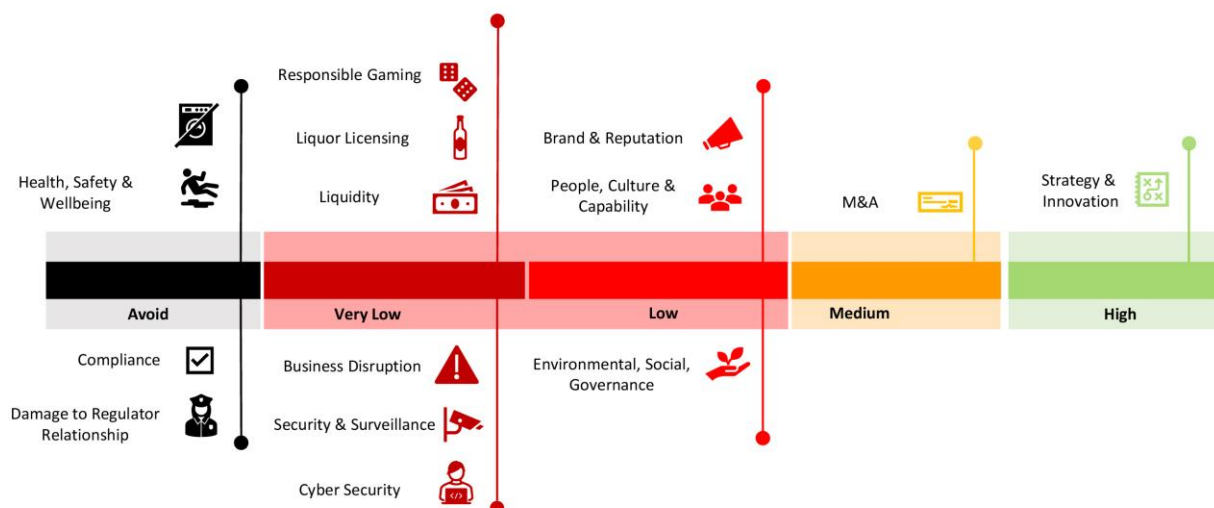 Responsible Gaming
Liquor Licensing
Brand & Reputation
Health, Safety &
Wellbeing
Liquidity
People, Culture &
Capability
M&A
Strategy &
Innovation
Avoid
Very Low
Low
Medium
High
Compliance
Business Disruption
Environmental, Social,
Governance
Damage to Regulator
Relationship
Security & Surveillance
Cyber Security